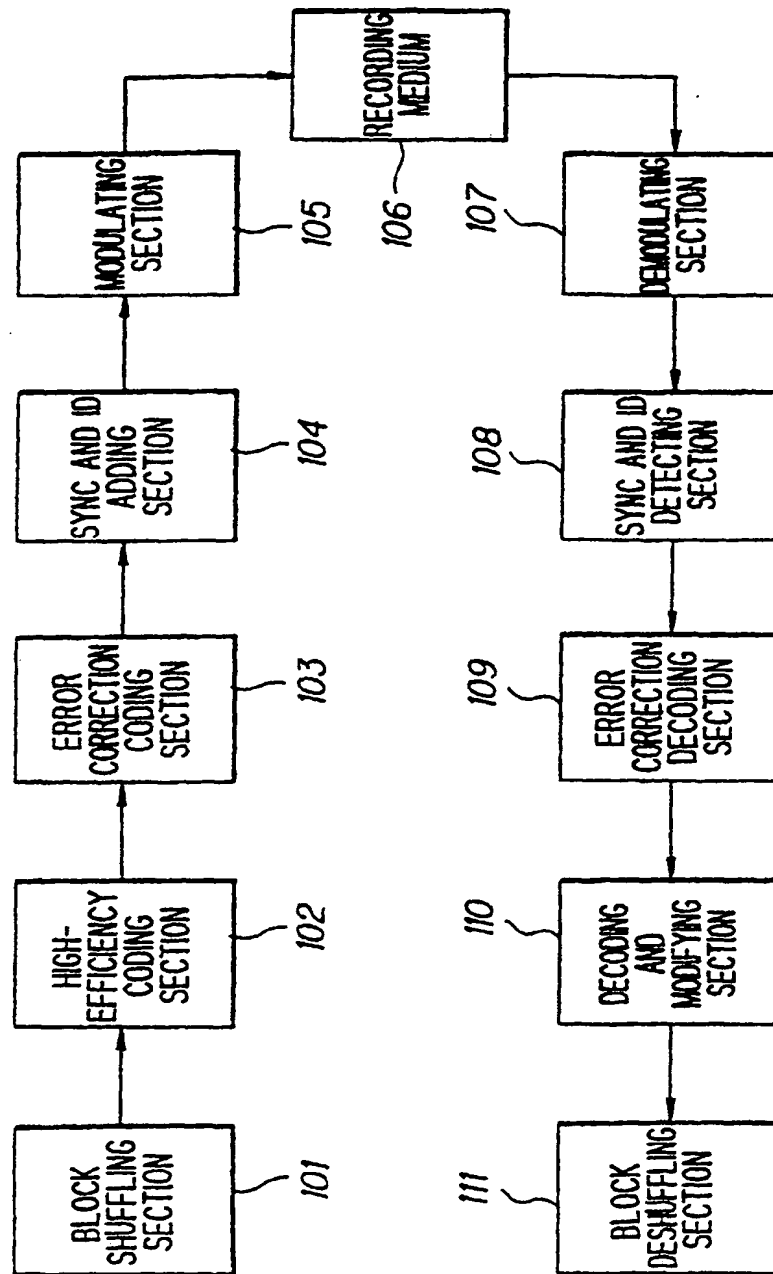 BLOCK
SHUFFLING
SECTION
101
HIGH-
EFFICIENCY
CODING
SECTION
102
ERROR
CORRECTION
CODING
SECTION
103
SYNC AND ID
ADDING
SECTION
104
MODULATING
SECTION
105
RECORDING
MEDIUM
106
DEMODULATING
SECTION
107
SYNC AND ID
DETECTING
SECTION
108
ERROR
CORRECTION
DECODING
SECTION
109
DECODING
AND
MODIFYING
SECTION
110
BLOCK
DESHUFFLING
SECTION
111